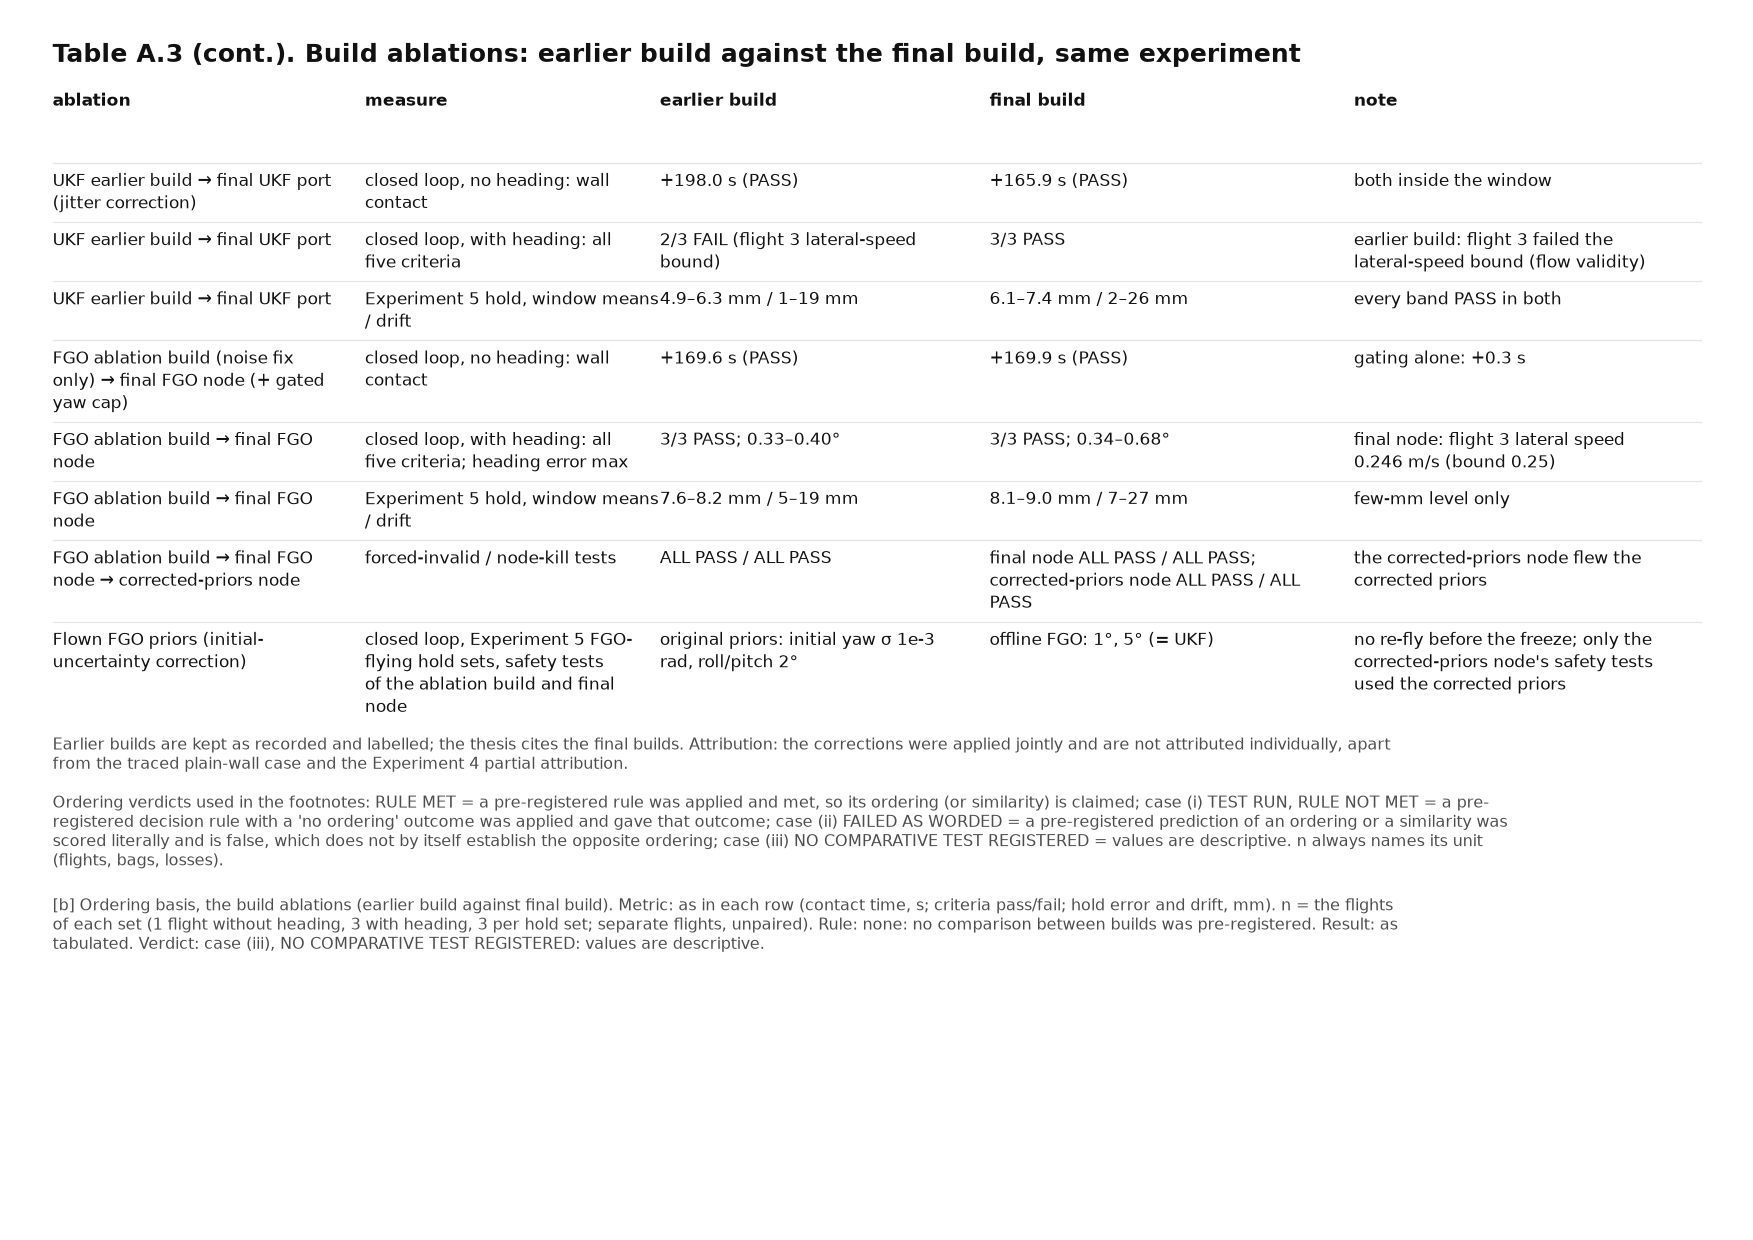 Table A.3 (cont.). Build ablations: earlier build against the final build, same experiment
ablation measure earlier build final build note
UKF earlier build → final UKF port closed loop, no heading: wall +198.0 s (PASS) +165.9 s (PASS) both inside the window
(jitter correction) contact
UKF earlier build → final UKF port closed loop, with heading: all 2/3 FAIL (flight 3 lateral-speed 3/3 PASS earlier build: flight 3 failed the
five criteria bound) lateral-speed bound (flow validity)
UKF earlier build → final UKF port Experiment 5 hold, window means 4.9–6.3 mm / 1–19 mm 6.1–7.4 mm / 2–26 mm every band PASS in both
/ drift
FGO ablation build (noise fix closed loop, no heading: wall +169.6 s (PASS) +169.9 s (PASS) gating alone: +0.3 s
only) → final FGO node (+ gated contact
yaw cap)
FGO ablation build → final FGO closed loop, with heading: all 3/3 PASS; 0.33–0.40° 3/3 PASS; 0.34–0.68° final node: flight 3 lateral speed
node five criteria; heading error max 0.246 m/s (bound 0.25)
FGO ablation build → final FGO Experiment 5 hold, window means 7.6–8.2 mm / 5–19 mm 8.1–9.0 mm / 7–27 mm few-mm level only
node / drift
FGO ablation build → final FGO forced-invalid / node-kill tests ALL PASS / ALL PASS final node ALL PASS / ALL PASS; the corrected-priors node flew the
node → corrected-priors node corrected-priors node ALL PASS / ALL corrected priors
PASS
Flown FGO priors (initial- closed loop, Experiment 5 FGO- original priors: initial yaw σ 1e-3 offline FGO: 1°, 5° (= UKF) no re-fly before the freeze; only the
uncertainty correction) flying hold sets, safety tests rad, roll/pitch 2° corrected-priors node's safety tests
of the ablation build and final used the corrected priors
node
Earlier builds are kept as recorded and labelled; the thesis cites the final builds. Attribution: the corrections were applied jointly and are not attributed individually, apart
from the traced plain-wall case and the Experiment 4 partial attribution.
Ordering verdicts used in the footnotes: RULE MET = a pre-registered rule was applied and met, so its ordering (or similarity) is claimed; case (i) TEST RUN, RULE NOT MET = a pre-
registered decision rule with a 'no ordering' outcome was applied and gave that outcome; case (ii) FAILED AS WORDED = a pre-registered prediction of an ordering or a similarity was
scored literally and is false, which does not by itself establish the opposite ordering; case (iii) NO COMPARATIVE TEST REGISTERED = values are descriptive. n always names its unit
(flights, bags, losses).
[b] Ordering basis, the build ablations (earlier build against final build). Metric: as in each row (contact time, s; criteria pass/fail; hold error and drift, mm). n = the flights
of each set (1 flight without heading, 3 with heading, 3 per hold set; separate flights, unpaired). Rule: none: no comparison between builds was pre-registered. Result: as
tabulated. Verdict: case (iii), NO COMPARATIVE TEST REGISTERED: values are descriptive.